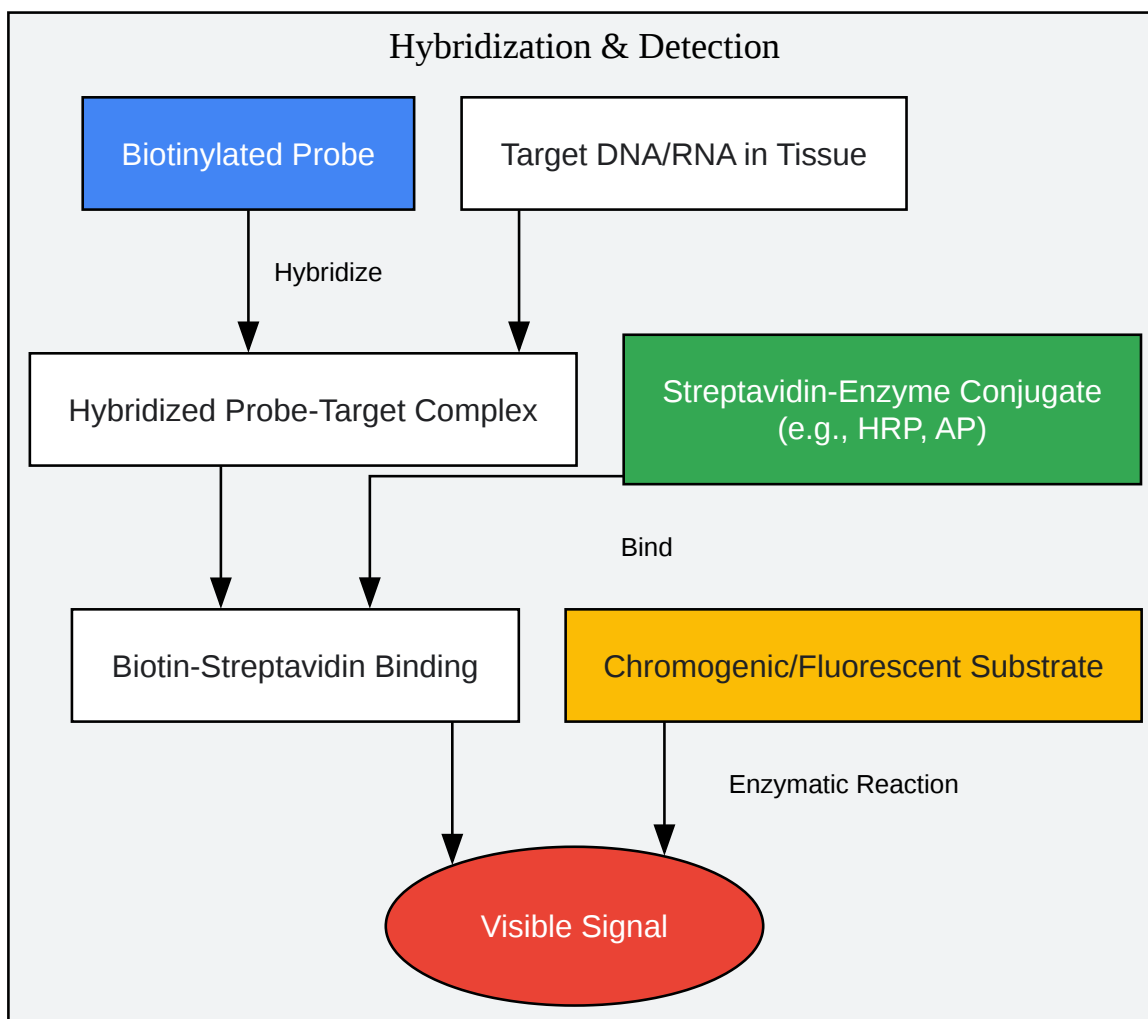 Hybridization & Detection
Biotinylated Probe
Target DNA/RNA in Tissue
Hybridize
Hybridized Probe-Target Complex
Streptavidin-Enzyme Conjugate
(e.g., HRP, AP)
Bind
Biotin-Streptavidin Binding
Chromogenic/Fluorescent Substrate
Enzymatic Reaction
Visible Signal